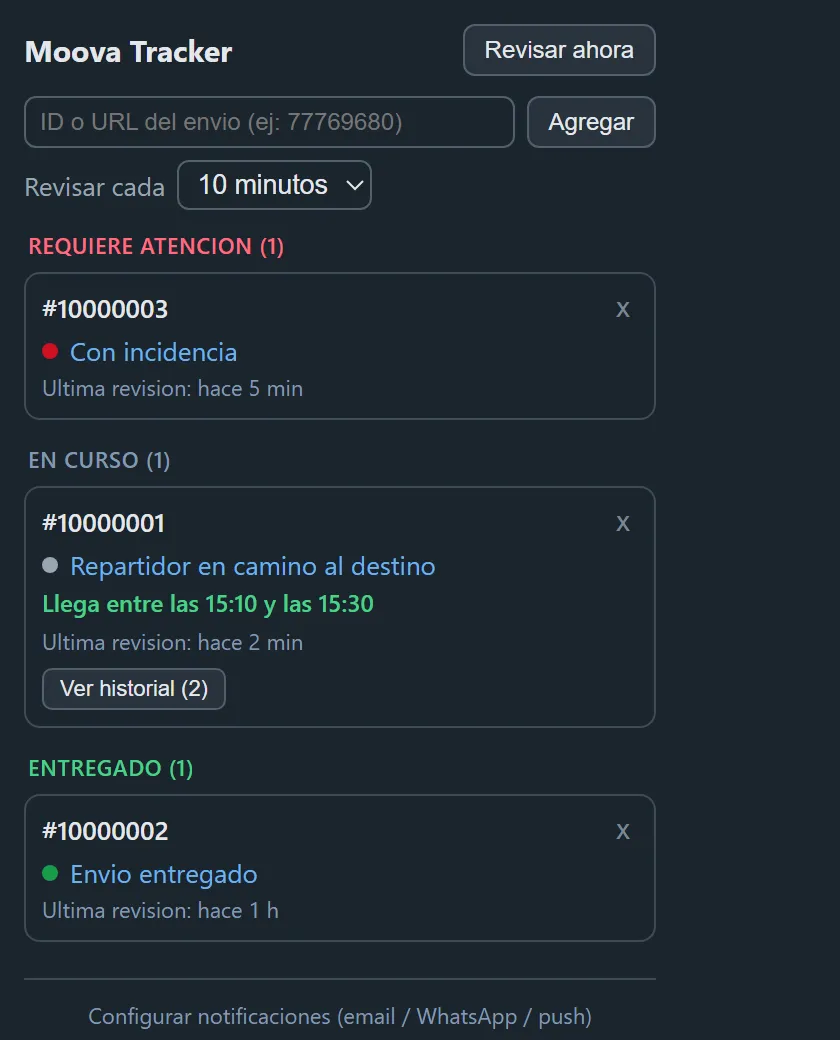 Moova Tracker
Revisar ahora
ID o URL del envio (ej: 77769680)
Agregar
Revisar cada
10 minutos
REQUIERE ATENCION (1)
#10000003
X
Con incidencia
Ultima revision: hace 5 min
EN CURSO (1)
#10000001
X
Repartidor en camino al destino
Llega entre las 15:10 y las 15:30
Ultima revision: hace 2 min
Ver historial (2)
ENTREGADO (1)
#10000002
X
Envio entregado
Ultima revision: hace 1 h
Configurar notificaciones (email / WhatsApp / push)